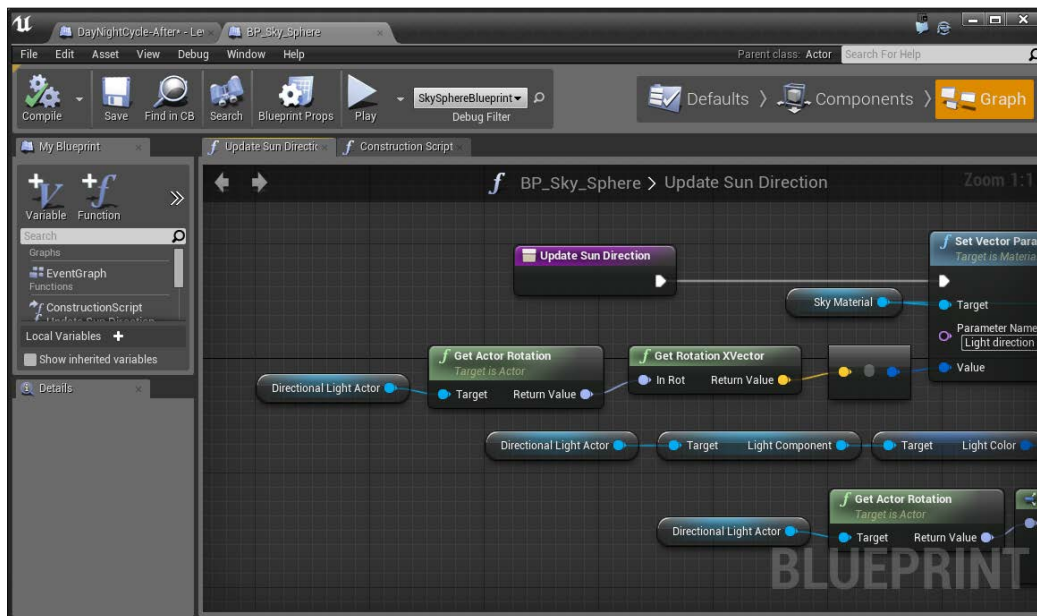 DayNightCycle-After* - Le
BP_Sky_Sphere
File Edit Asset View Debug Window Help
Parent class: Actor
Search For Help
Compile
Save
Find in CB
Search
Blueprint Props
Play
SkySphereBlueprint
Debug Filter
Defaults
Components
Graph
My Blueprint
Variable
Function
Search
Graphs
EventGraph
Functions
ConstructionScript
Update Sun Direction
Local Variables
Show inherited variables
Details
Update Sun Directic
Construction Script
BP_Sky_Sphere > Update Sun Direction
Zoom 1:1
Update Sun Direction
Set Vector Para
Target is Materia
Sky Material
Target
Parameter Name
Light direction
Value
Get Actor Rotation
Target is Actor
Target
Return Value
Get Rotation XVector
In Rot
Return Value
Directional Light Actor
Directional Light Actor
Target
Light Component
Target
Light Color
Get Actor Rotation
Target is Actor
Target
Return Value
Directional Light Actor
BLUEPRINT